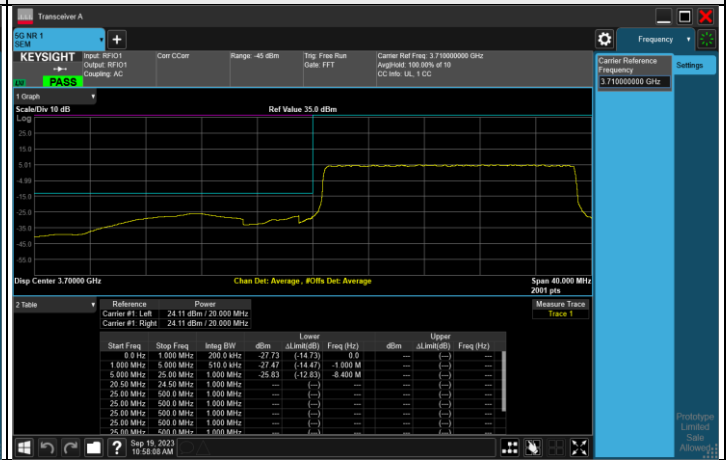 Transceiver A
5G NR 1
SEM
+
Frequency
KEYSIGHT
Input: RFIO1
Output: RFIO1
Coupling: AC
Corr CCorr
Range: -45 dBm
Trig: Free Run
Gate: FFT
Carrier Ref Freq: 3.710000000 GHz
Avg|Hold: 100.00% of 10
CC Info: UL, 1 CC
PASS
Carrier Reference
Frequency
3.710000000 GHz
Settings
1 Graph
Scale/Div 10 dB
Ref Value 35.0 dBm
Log
25.0
15.0
5.01
-4.99
-15.0
-25.0
-35.0
-45.0
-55.0
Disp Center 3.70000 GHz
Chan Det: Average , #Offs Det: Average
Span 40.000 MHz
2001 pts
2 Table
Reference Power
Carrier #1: Left 24.11 dBm / 20.000 MHz
Carrier #1: Right 24.11 dBm / 20.000 MHz
Measure Trace
Trace 1
Lower Upper
Start Freq Stop Freq Integ BW dBm ΔLimit(dB) Freq (Hz) dBm ΔLimit(dB) Freq (Hz)
0.0 Hz 1.000 MHz 200.0 kHz -27.73 (-14.73) 0.0 --- (---) ---
1.000 MHz 5.000 MHz 510.0 kHz -27.47 (-14.47) -1.000 M --- (---) ---
5.000 MHz 25.00 MHz 1.000 MHz -25.83 (-12.83) -8.400 M --- (---) ---
20.50 MHz 24.50 MHz 1.000 MHz --- (---) --- --- (---) ---
25.00 MHz 500.0 MHz 1.000 MHz --- (---) --- --- (---) ---
25.00 MHz 500.0 MHz 1.000 MHz --- (---) --- --- (---) ---
25.00 MHz 500.0 MHz 1.000 MHz --- (---) --- --- (---) ---
25.00 MHz 500.0 MHz 1.000 MHz --- (---) --- --- (---) ---
Prototype
Limited
Sale
Allowed
?
Sep 19, 2023
10:58:08 AM